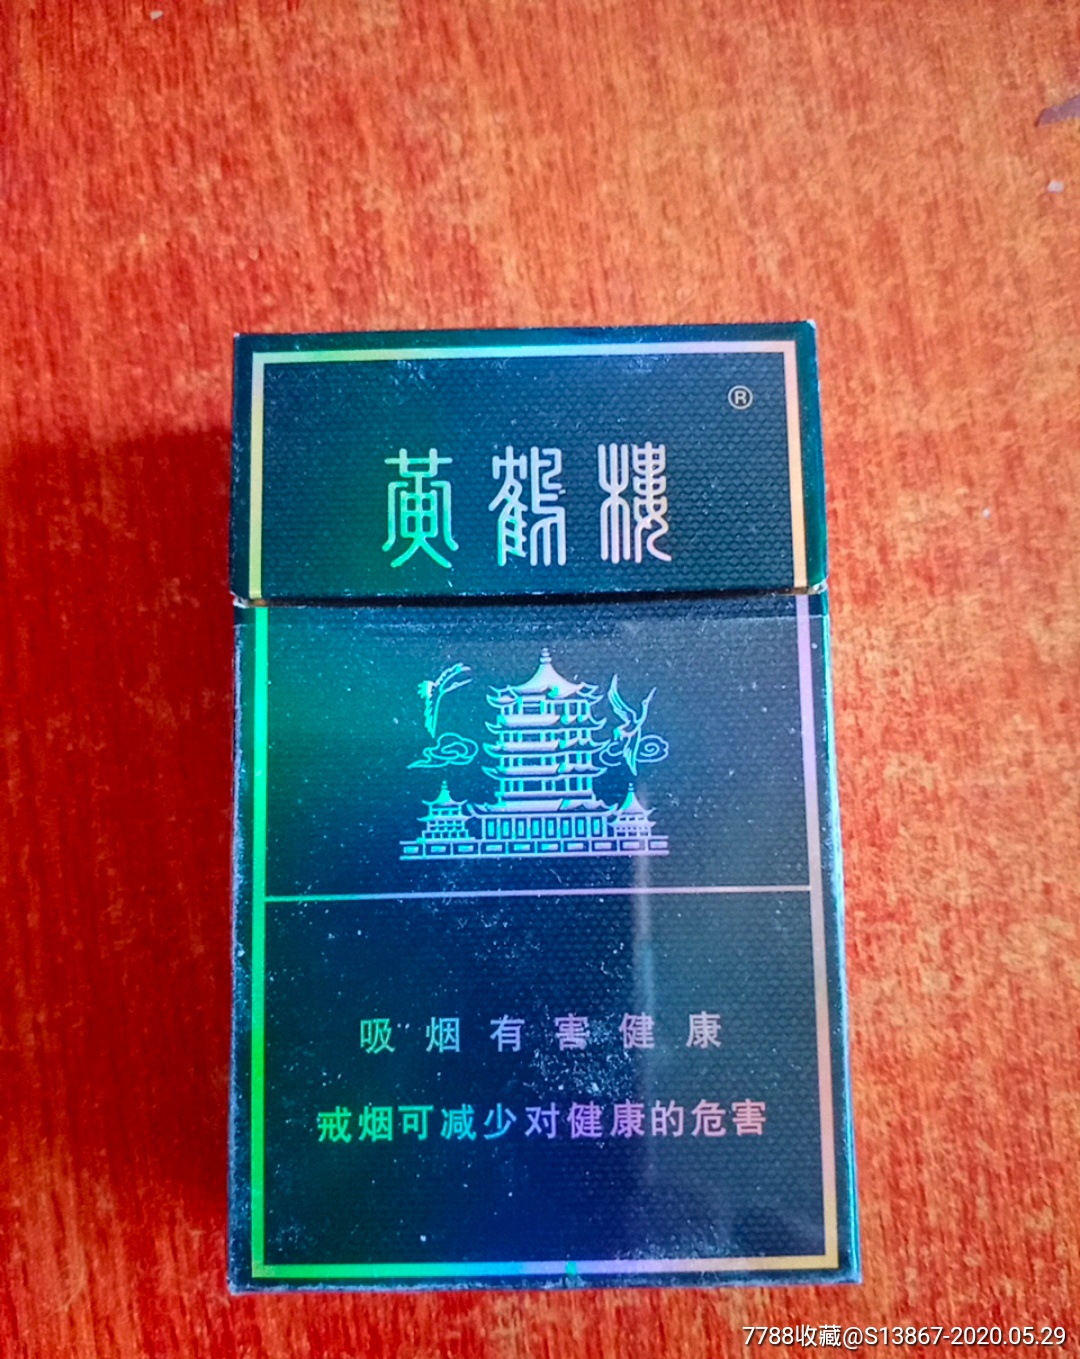 ®
黄鹤楼
吸烟有害健康
戒烟可减少对健康的危害
7788收藏@S13867-2020.05.29